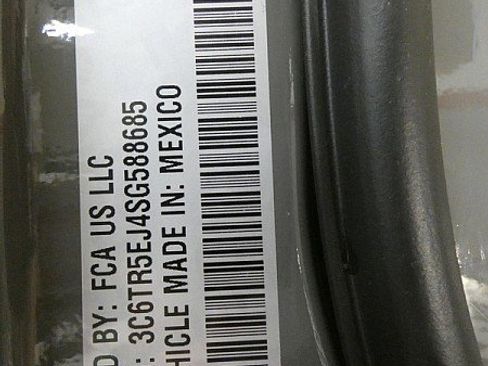 D BY: FCA US LLC
: 3C6TR5EJ4SG588685
HICLE MADE IN: MEXICO